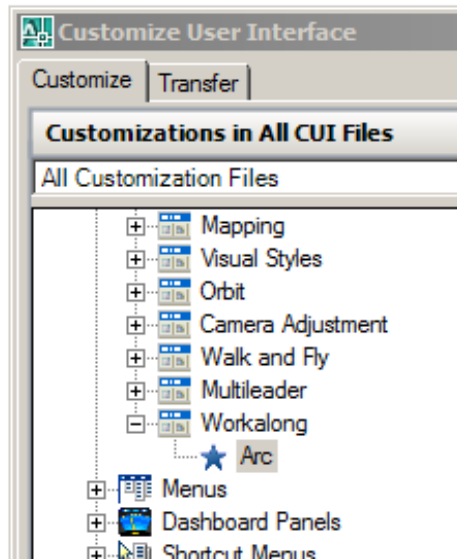 Customize User Interface
Customize Transfer
Customizations in All CUI Files
All Customization Files
Mapping
Visual Styles
Orbit
Camera Adjustment
Walk and Fly
Multileader
Workalong
Arc
Menus
Dashboard Panels
Shortcut Menus